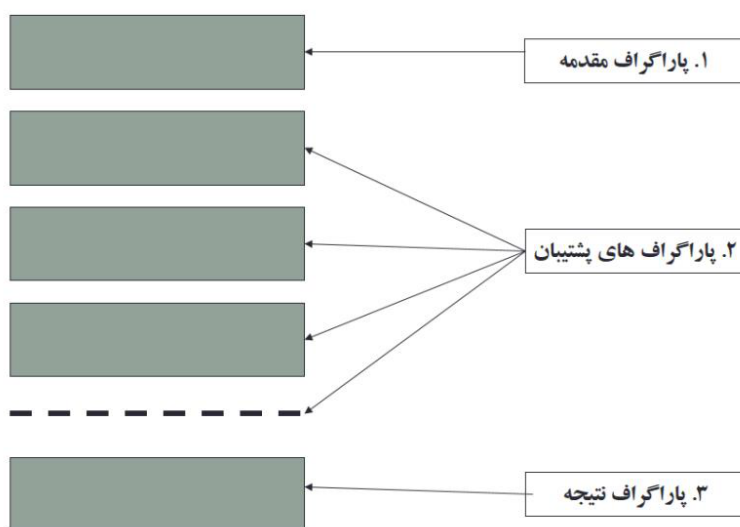 ۱. پاراگراف مقدمه
۲. پاراگراف های پشتیبان
۳. پاراگراف نتیجه